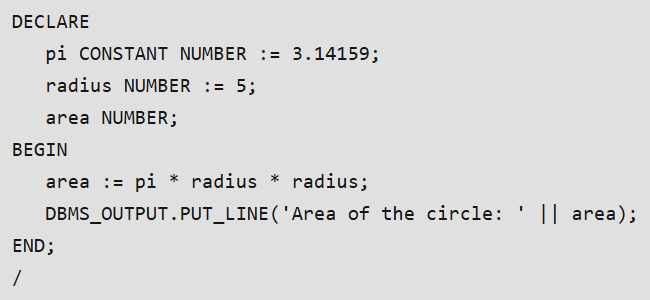 DECLARE
   pi CONSTANT NUMBER := 3.14159;
   radius NUMBER := 5;
   area NUMBER;
BEGIN
   area := pi * radius * radius;
   DBMS_OUTPUT.PUT_LINE('Area of the circle: ' || area);
END;
/